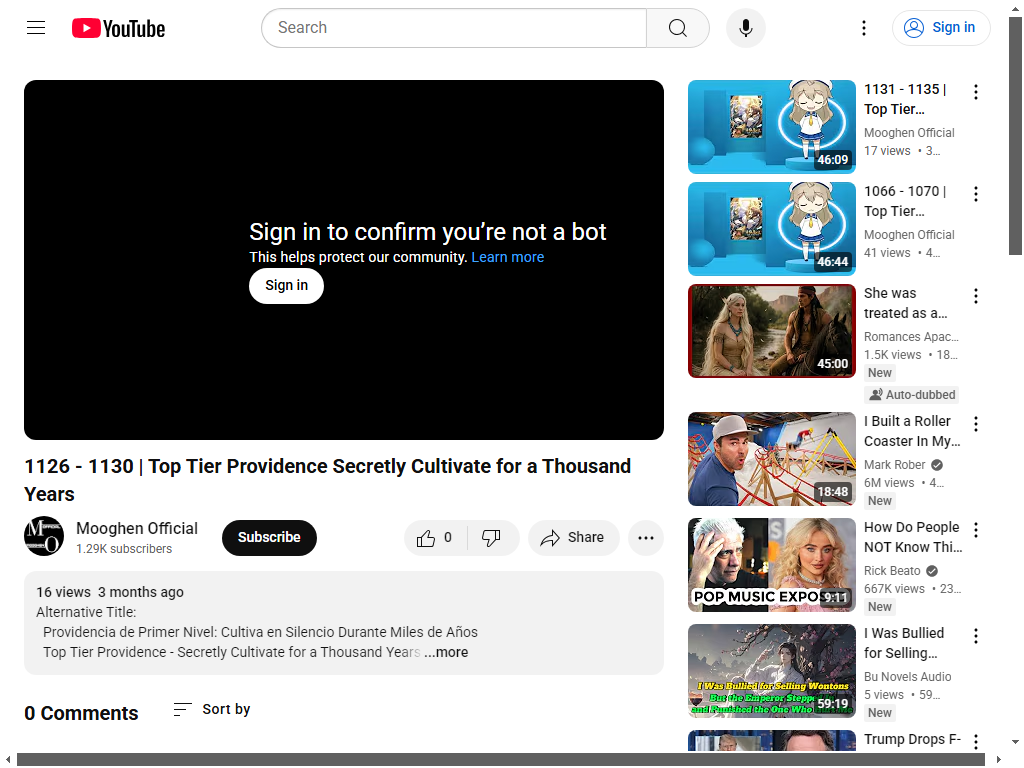 YouTube
Search
Sign in
Sign in to confirm you’re not a bot
This helps protect our community. Learn more
Sign in
1126 - 1130 | Top Tier Providence Secretly Cultivate for a Thousand
Years
Mooghen Official
1.29K subscribers
Subscribe
0
Share
16 views 3 months ago
Alternative Title:
Providencia de Primer Nivel: Cultiva en Silencio Durante Miles de Años
Top Tier Providence - Secretly Cultivate for a Thousand Years ...more
0 Comments
Sort by
46:09
1131 - 1135 |
Top Tier…
Mooghen Official
17 views • 3…
46:44
1066 - 1070 |
Top Tier…
Mooghen Official
41 views • 4…
45:00
She was
treated as a…
Romances Apac…
1.5K views • 18…
New
Auto-dubbed
18:48
I Built a Roller
Coaster In My…
Mark Rober
6M views • 4…
New
POP MUSIC EXPOS
9:11
How Do People
NOT Know Thi…
Rick Beato
667K views • 23…
New
I Was Bullied for Selling Wontons
But the Emperor Stepp
and Punished the One Who
59:19
I Was Bullied
for Selling…
Bu Novels Audio
5 views • 59…
New
Trump Drops F-